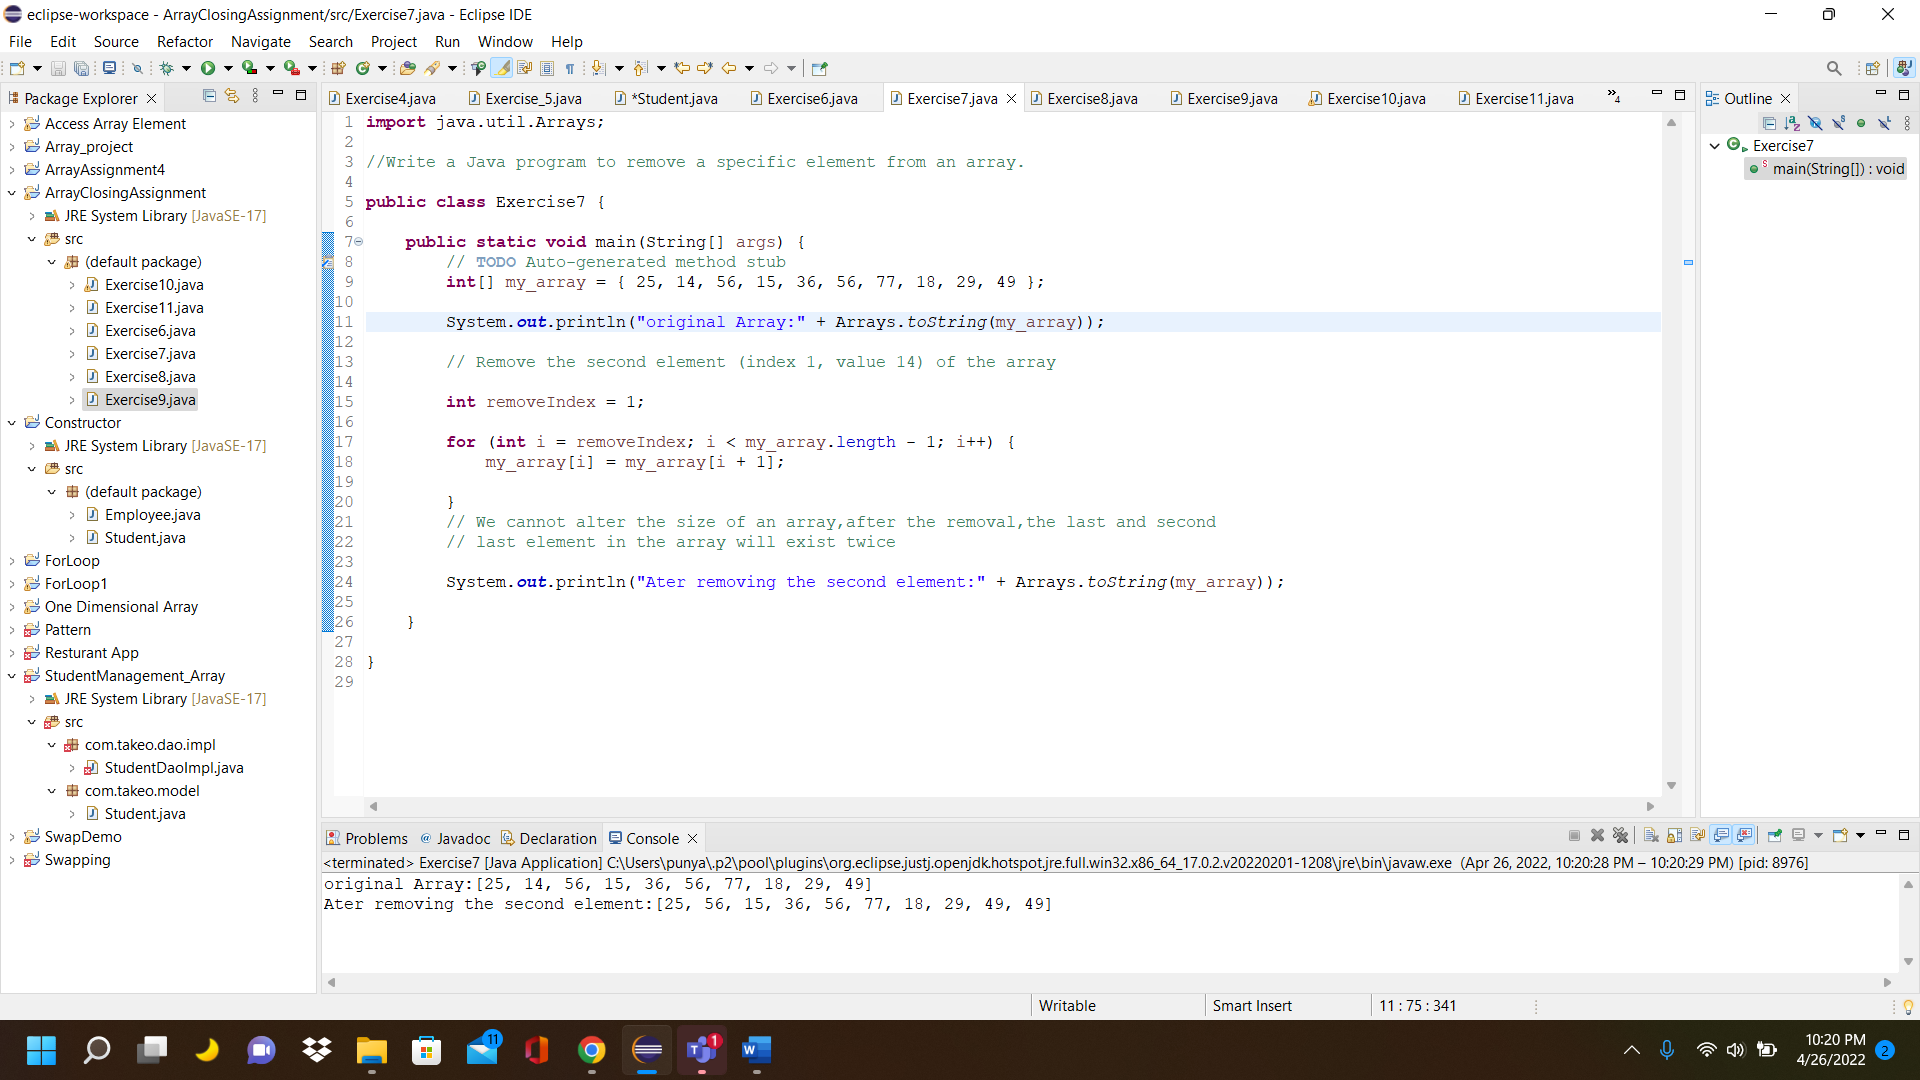 eclipse-workspace - ArrayClosingAssignment/src/Exercise7.java - Eclipse IDE
File Edit Source Refactor Navigate Search Project Run Window Help
Package Explorer
Access Array Element
Array_project
ArrayAssignment4
ArrayClosingAssignment
JRE System Library [JavaSE-17]
src
(default package)
Exercise10.java
Exercise11.java
Exercise6.java
Exercise7.java
Exercise8.java
Exercise9.java
Constructor
JRE System Library [JavaSE-17]
src
(default package)
Employee.java
Student.java
ForLoop
ForLoop1
One Dimensional Array
Pattern
Resturant App
StudentManagement_Array
JRE System Library [JavaSE-17]
src
com.takeo.dao.impl
StudentDaoImpl.java
com.takeo.model
Student.java
SwapDemo
Swapping
Exercise4.java Exercise_5.java *Student.java Exercise6.java Exercise7.java Exercise8.java Exercise9.java Exercise10.java Exercise11.java »4
1 import java.util.Arrays;
2
3 //Write a Java program to remove a specific element from an array.
4
5 public class Exercise7 {
6
7 public static void main(String[] args) {
8 // TODO Auto-generated method stub
9 int[] my_array = { 25, 14, 56, 15, 36, 56, 77, 18, 29, 49 };
10
11 System.out.println("original Array:" + Arrays.toString(my_array));
12
13 // Remove the second element (index 1, value 14) of the array
14
15 int removeIndex = 1;
16
17 for (int i = removeIndex; i < my_array.length - 1; i++) {
18 my_array[i] = my_array[i + 1];
19
20 }
21 // We cannot alter the size of an array,after the removal,the last and second
22 // last element in the array will exist twice
23
24 System.out.println("Ater removing the second element:" + Arrays.toString(my_array));
25
26 }
27
28 }
29
Outline
Exercise7
main(String[]) : void
Problems @ Javadoc Declaration Console
<terminated> Exercise7 [Java Application] C:\Users\punya\.p2\pool\plugins\org.eclipse.justj.openjdk.hotspot.jre.full.win32.x86_64_17.0.2.v20220201-1208\jre\bin\javaw.exe (Apr 26, 2022, 10:20:28 PM – 10:20:29 PM) [pid: 8976]
original Array:[25, 14, 56, 15, 36, 56, 77, 18, 29, 49]
Ater removing the second element:[25, 56, 15, 36, 56, 77, 18, 29, 49, 49]
Writable Smart Insert 11 : 75 : 341
11 1
10:20 PM
4/26/2022 2